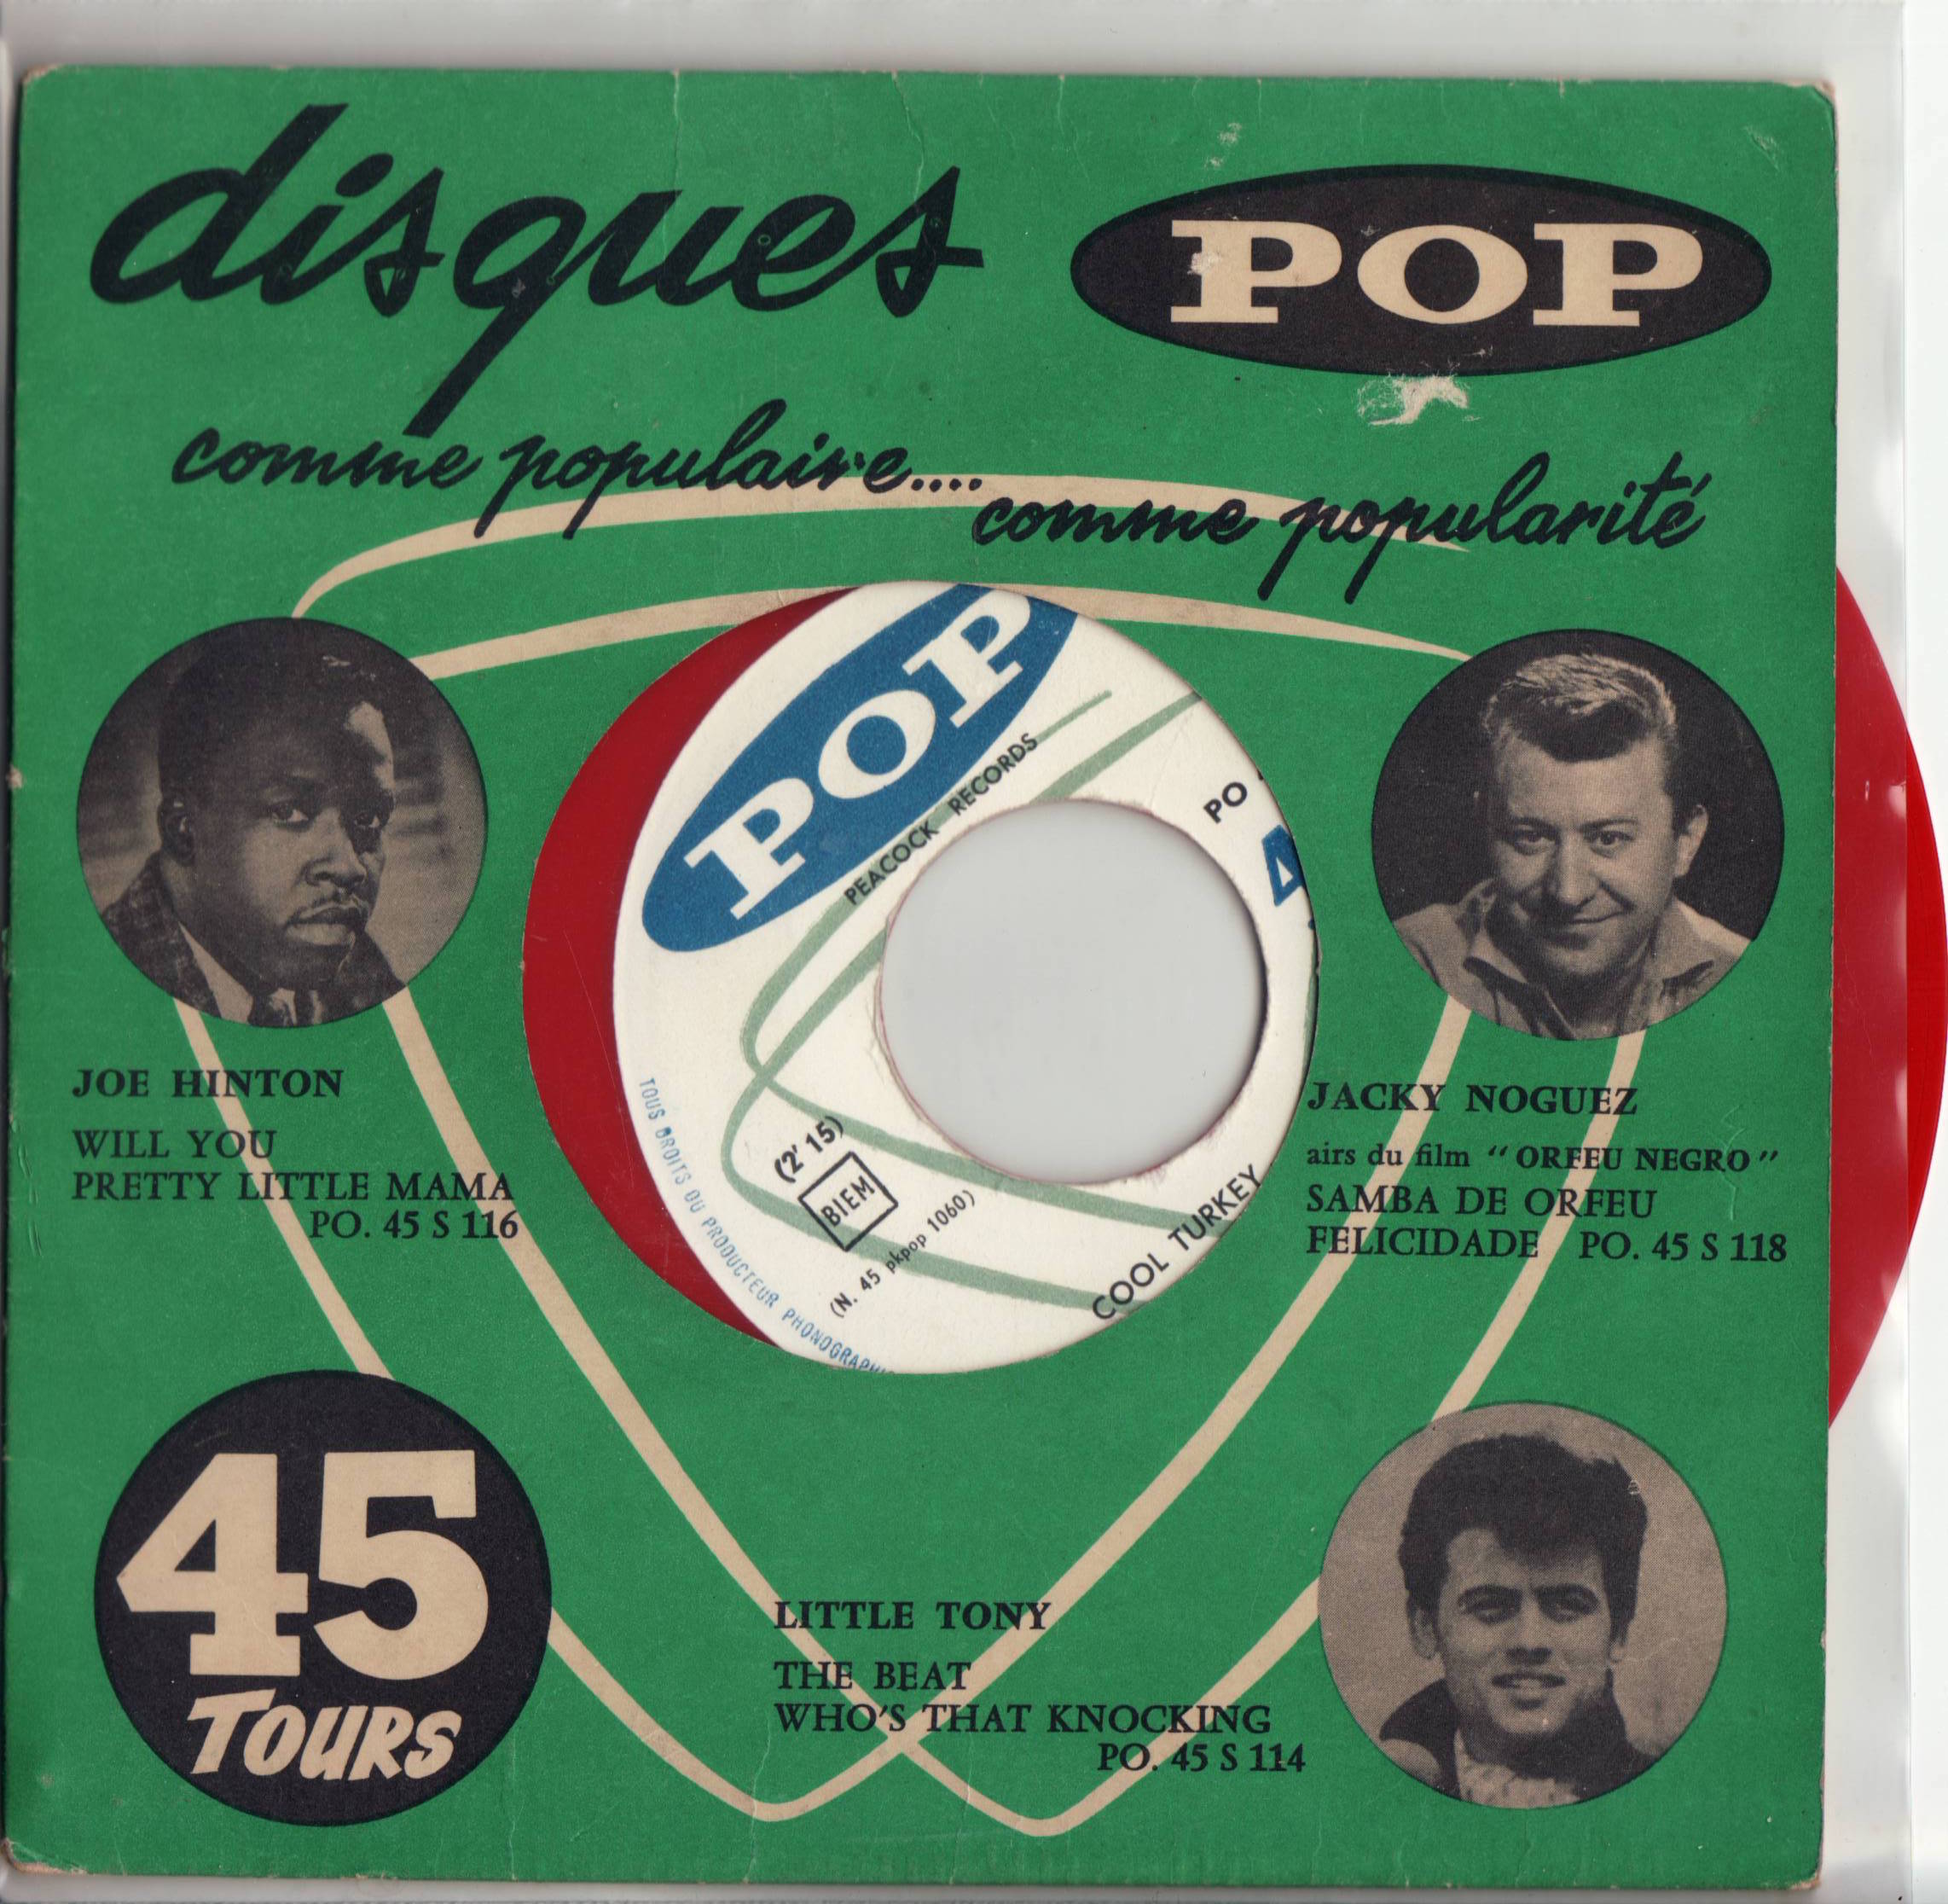 disques POP
comme populaire....
comme popularité
POP
PEACOCK RECORDS
PO
4
(2' 15)
BIEM
(N. 45 pkpop 1060)
COOL TURKEY
TOUS DROITS DU PRODUCTEUR
JOE HINTON
WILL YOU
PRETTY LITTLE MAMA
PO. 45 S 116
JACKY NOGUEZ
airs du film “ORFEU NEGRO”
SAMBA DE ORFEU
FELICIDADE PO. 45 S 118
45
TOURS
LITTLE TONY
THE BEAT
WHO'S THAT KNOCKING
PO. 45 S 114